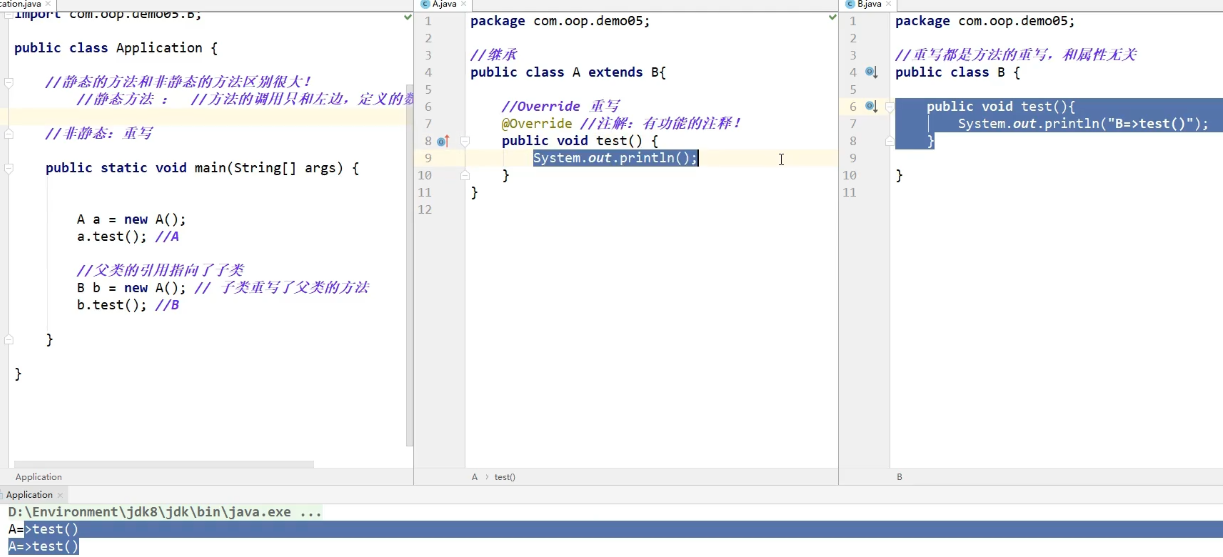 cation.java
import com.oop.demo05.B;
public class Application {
//静态的方法和非静态的方法区别很大!
//静态方法 : //方法的调用只和左边,定义的数
//非静态:重写
public static void main(String[] args) {
A a = new A();
a.test(); //A
//父类的引用指向了子类
B b = new A(); // 子类重写了父类的方法
b.test(); //B
}
}
Application
A.java
1 package com.oop.demo05;
2
3 //继承
4 public class A extends B{
5
6 //Override 重写
7 @Override //注解:有功能的注释!
8 public void test() {
9 System.out.println();
10 }
11 }
12
A > test()
B.java
1 package com.oop.demo05;
2
3 //重写都是方法的重写,和属性无关
4 public class B {
5
6 public void test(){
7 System.out.println("B=>test()");
8 }
9
10 }
11
B
Application
D:\Environment\jdk8\jdk\bin\java.exe ...
A=>test()
A=>test()